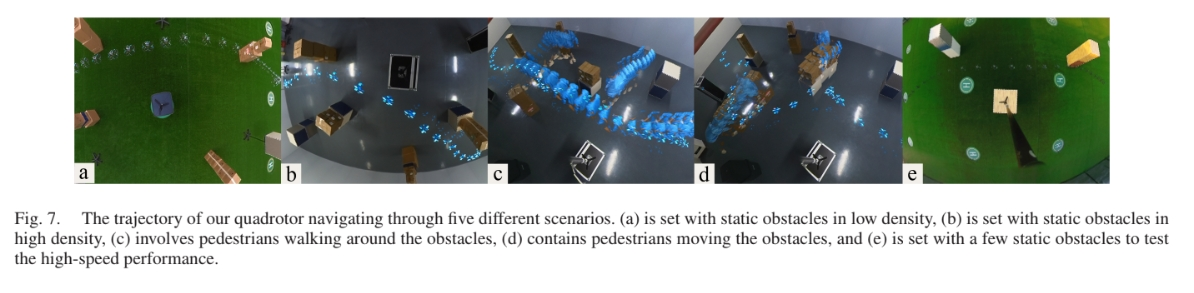 a b c d e
Fig. 7. The trajectory of our quadrotor navigating through five different scenarios. (a) is set with static obstacles in low density, (b) is set with static obstacles in
high density, (c) involves pedestrians walking around the obstacles, (d) contains pedestrians moving the obstacles, and (e) is set with a few static obstacles to test
the high-speed performance.